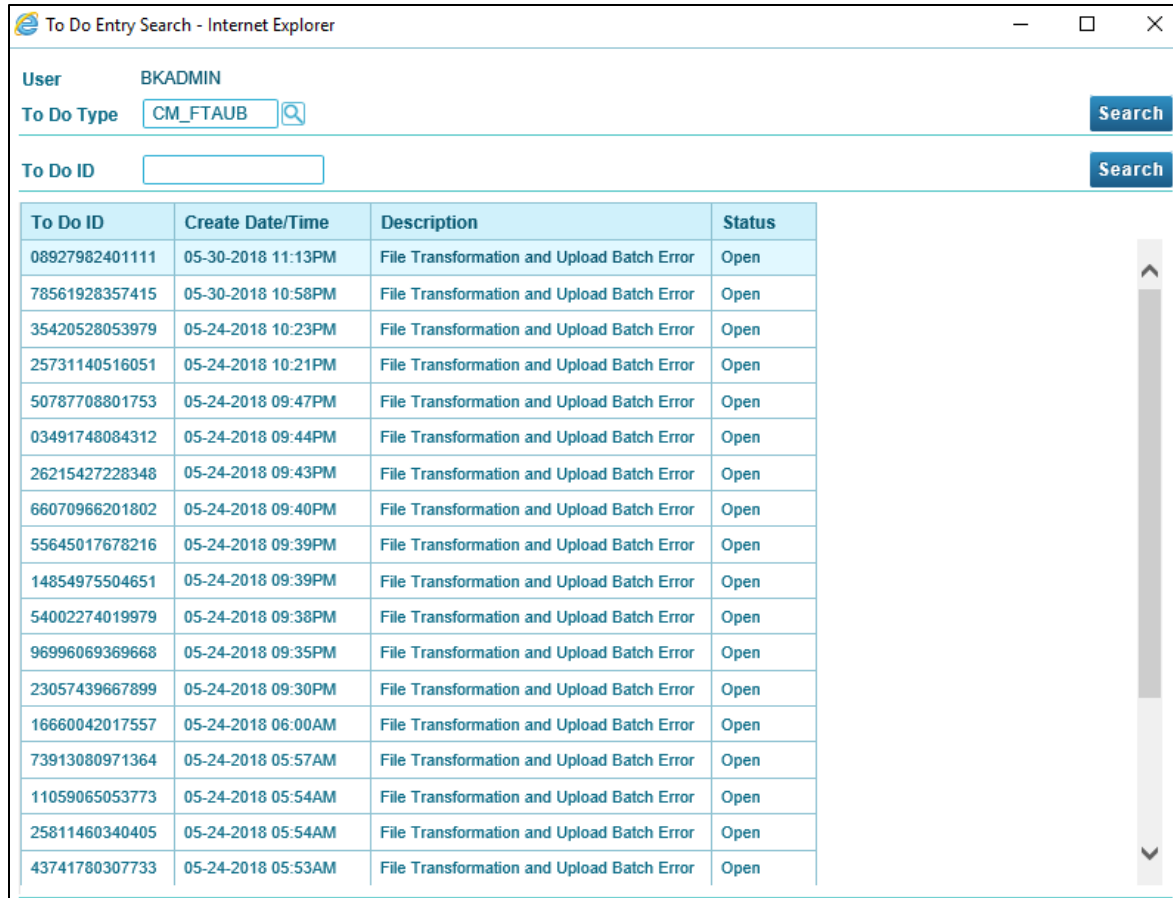 To Do Entry Search - Internet Explorer
User BKADMIN
To Do Type CM_FTAUB Search
To Do ID Search
To Do ID Create Date/Time Description Status
08927982401111 05-30-2018 11:13PM File Transformation and Upload Batch Error Open
78561928357415 05-30-2018 10:58PM File Transformation and Upload Batch Error Open
35420528053979 05-24-2018 10:23PM File Transformation and Upload Batch Error Open
25731140516051 05-24-2018 10:21PM File Transformation and Upload Batch Error Open
50787708801753 05-24-2018 09:47PM File Transformation and Upload Batch Error Open
03491748084312 05-24-2018 09:44PM File Transformation and Upload Batch Error Open
26215427228348 05-24-2018 09:43PM File Transformation and Upload Batch Error Open
66070966201802 05-24-2018 09:40PM File Transformation and Upload Batch Error Open
55645017678216 05-24-2018 09:39PM File Transformation and Upload Batch Error Open
14854975504651 05-24-2018 09:39PM File Transformation and Upload Batch Error Open
54002274019979 05-24-2018 09:38PM File Transformation and Upload Batch Error Open
96996069369668 05-24-2018 09:35PM File Transformation and Upload Batch Error Open
23057439667899 05-24-2018 09:30PM File Transformation and Upload Batch Error Open
16660042017557 05-24-2018 06:00AM File Transformation and Upload Batch Error Open
73913080971364 05-24-2018 05:57AM File Transformation and Upload Batch Error Open
11059065053773 05-24-2018 05:54AM File Transformation and Upload Batch Error Open
25811460340405 05-24-2018 05:54AM File Transformation and Upload Batch Error Open
43741780307733 05-24-2018 05:53AM File Transformation and Upload Batch Error Open